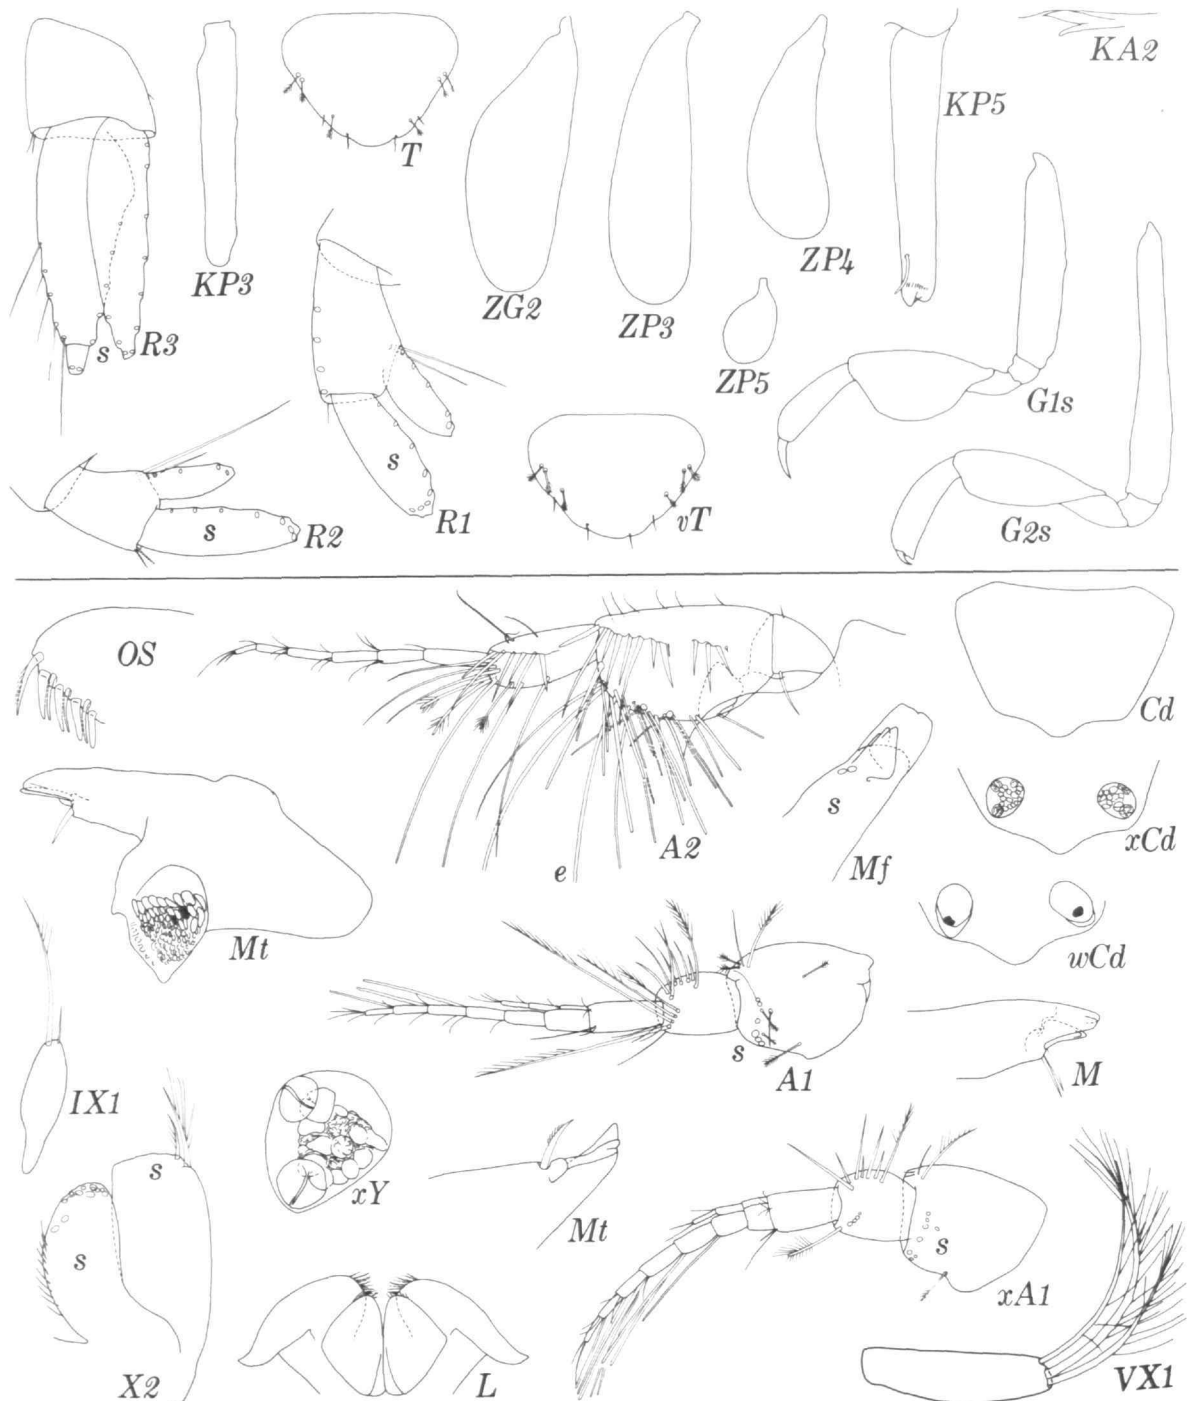 KA2
T
KP5
KP3
ZG2
ZP3
ZP4
s R3
ZP5
G1s
s
R1
s
R2
vT
G2s
OS
Cd
s
A2
e
Mf
xCd
Mt
wCd
s
A1
M
IX1
s
xY
Mt
s
s
xA1
X2
L
VX1